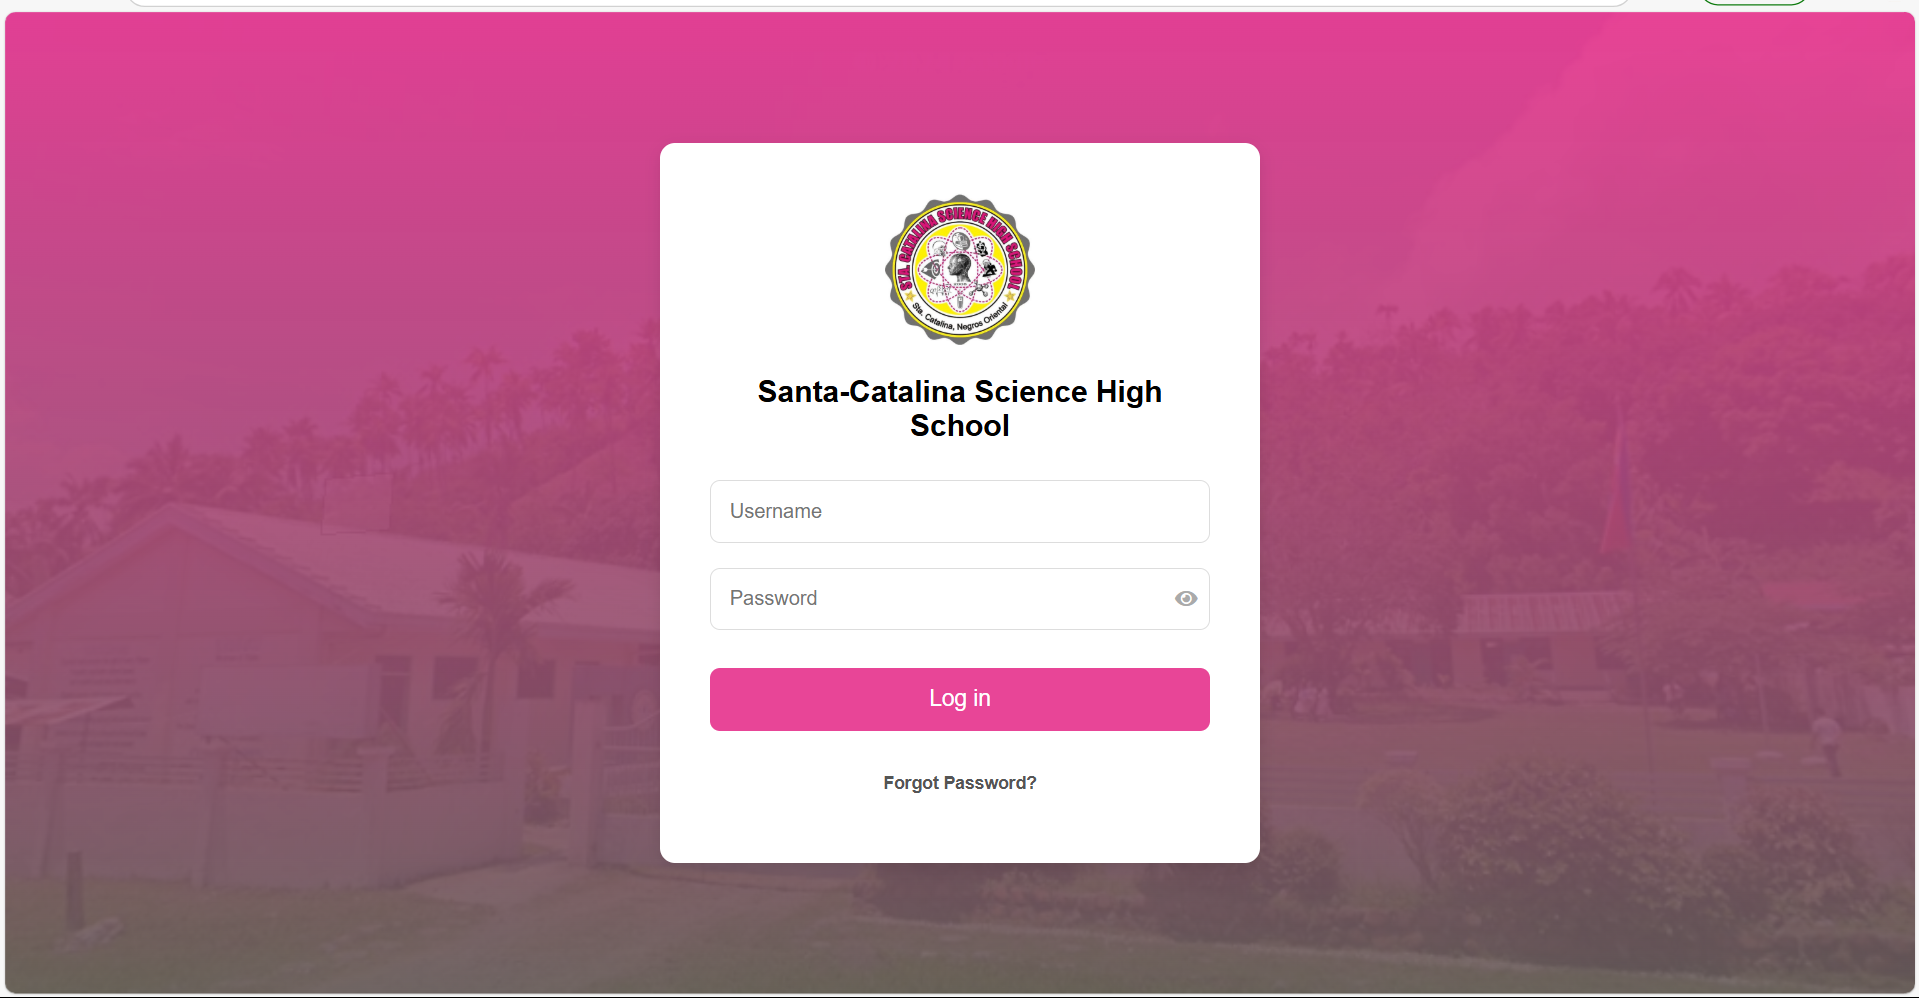 STA. CATALINA SCIENCE HIGH SCHOOL
Sta. Catalina, Negros Oriental
Santa-Catalina Science High
School
Username
Password
Log in
Forgot Password?